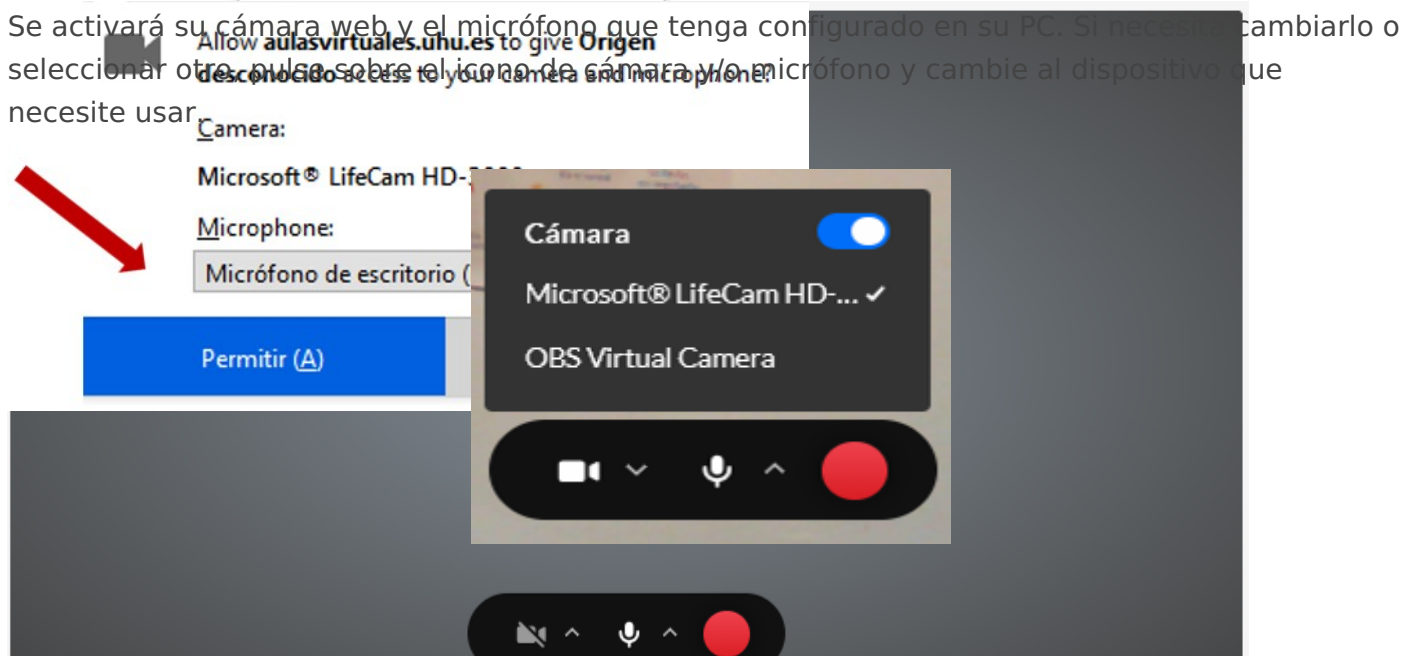 Se activará su cámara web y el micrófono que tenga configurado en su PC. Si necesita cambiarlo o
seleccionar otro, pulse sobre el icono de cámara y/o micrófono y cambie al dispositivo que
necesite usar.
Allow aulasvirtuales.uhu.es to give Origen
desconocido access to your camera and microphone?
Camera:
Microsoft® LifeCam HD-
Microphone:
Micrófono de escritorio (
Permitir (A)
Cámara
Microsoft® LifeCam HD-...
OBS Virtual Camera